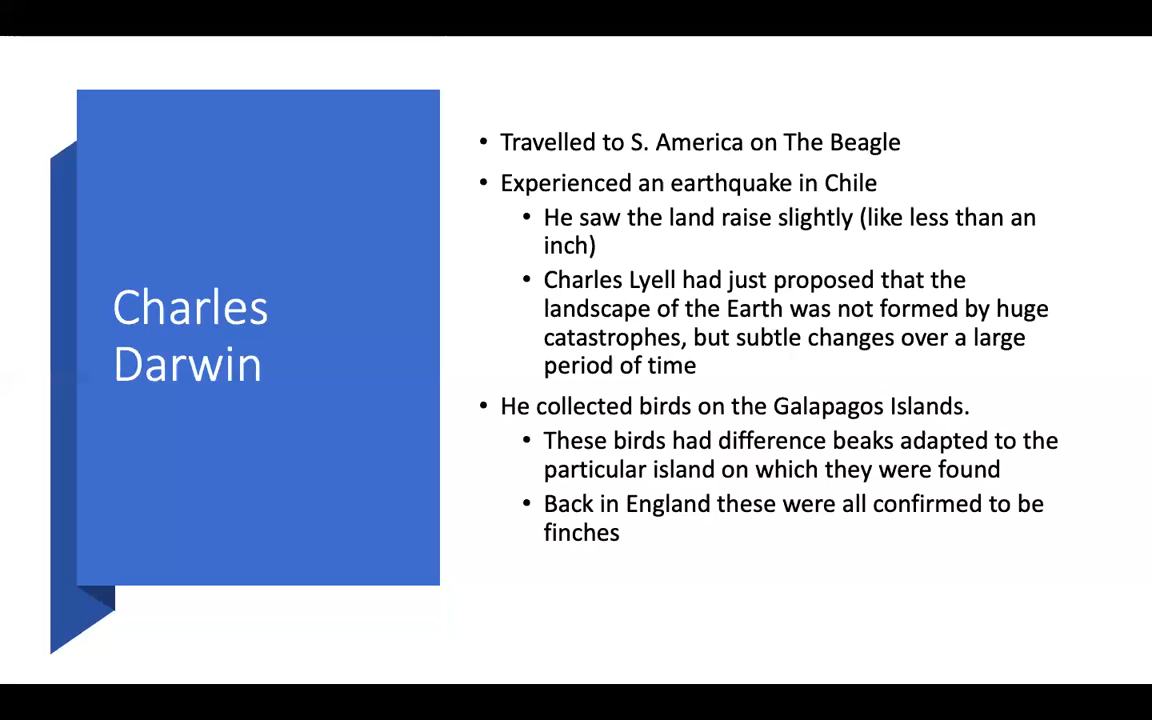 Charles
Darwin
• Travelled to S. America on The Beagle
• Experienced an earthquake in Chile
• He saw the land raise slightly (like less than an
inch)
• Charles Lyell had just proposed that the
landscape of the Earth was not formed by huge
catastrophes, but subtle changes over a large
period of time
• He collected birds on the Galapagos Islands.
• These birds had difference beaks adapted to the
particular island on which they were found
• Back in England these were all confirmed to be
finches